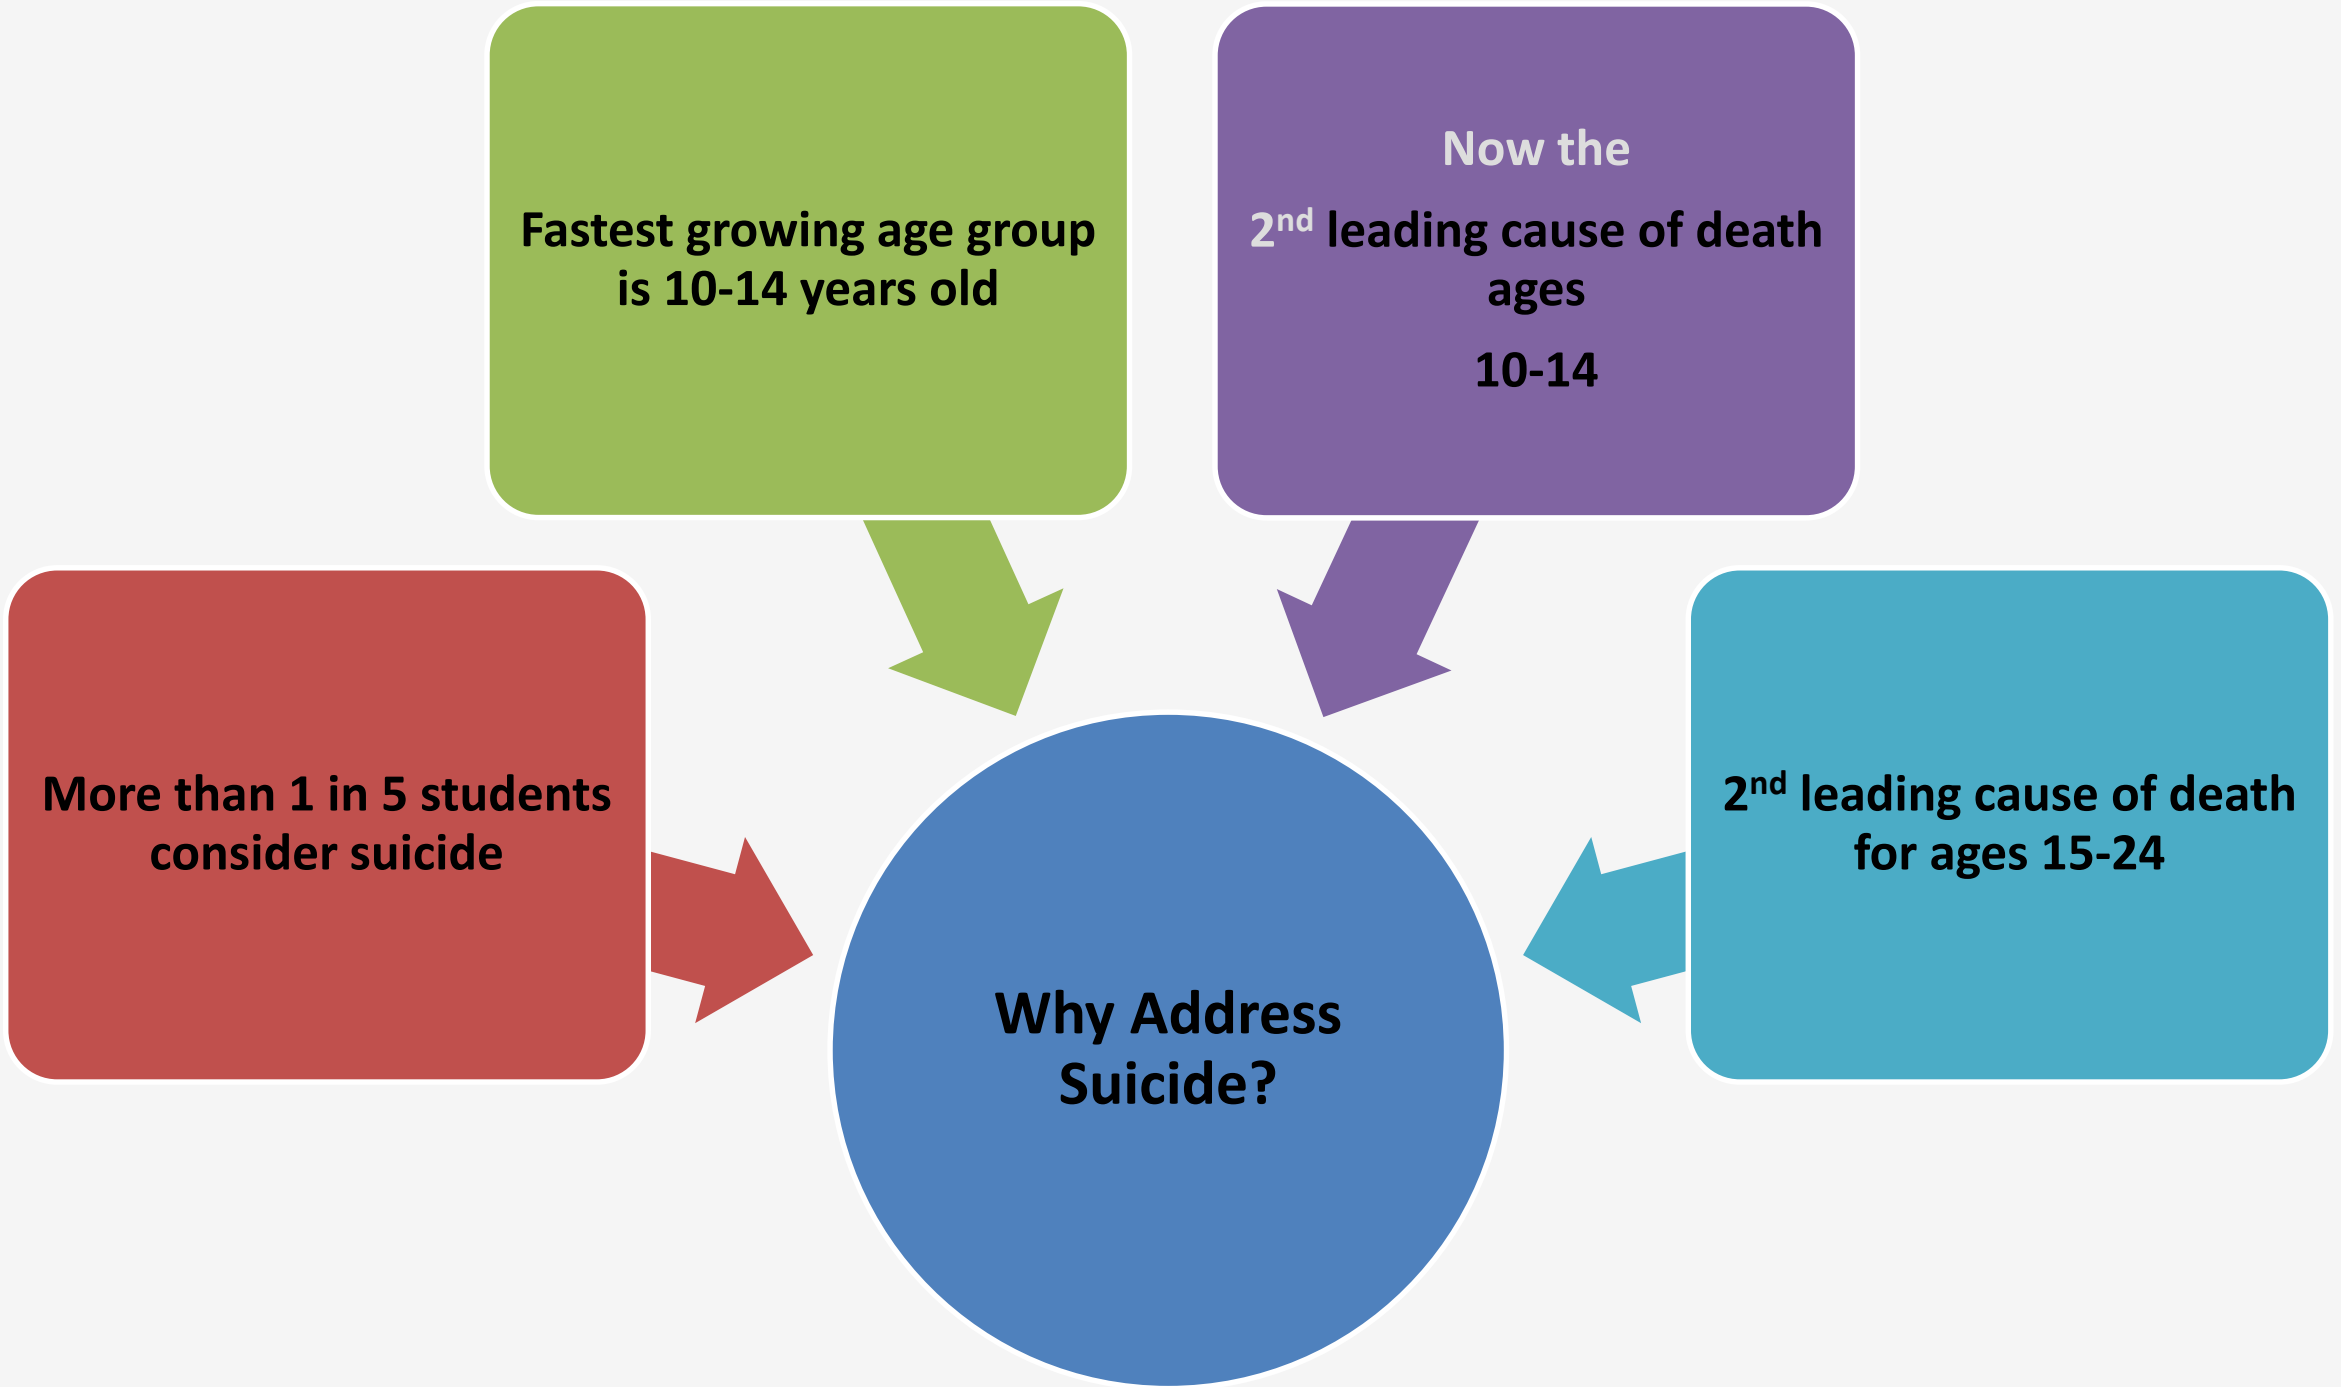 Fastest growing age group
is 10-14 years old
Now the
2nd leading cause of death
ages
10-14
More than 1 in 5 students
consider suicide
2nd leading cause of death
for ages 15-24
Why Address
Suicide?